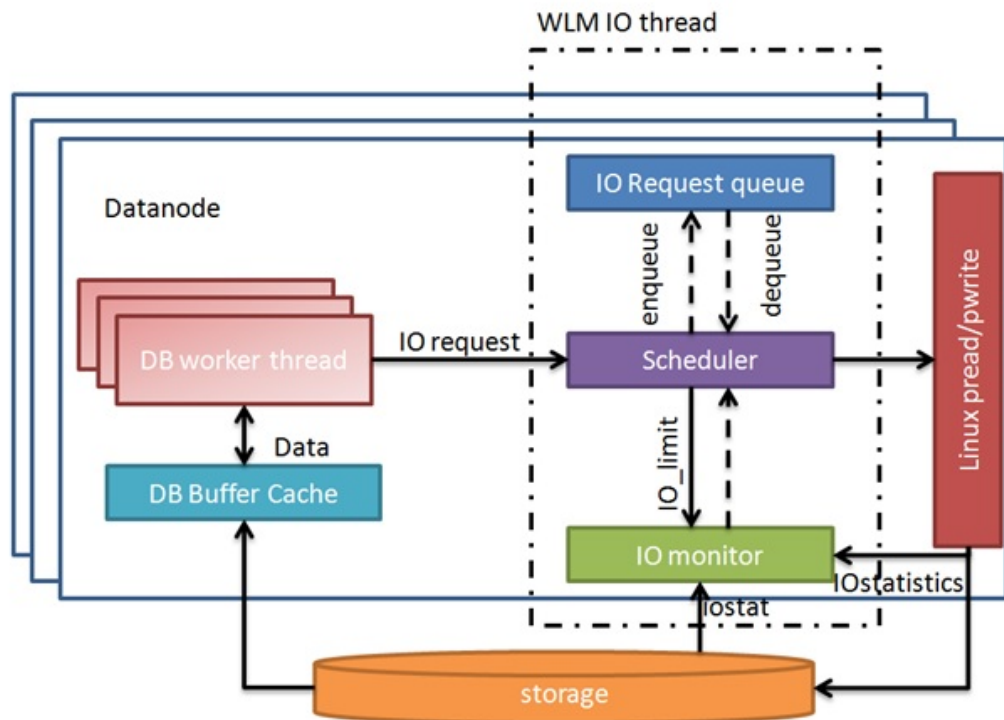 WLM IO thread
IO Request queue
Datanode
enqueue
dequeue
DB worker thread
IO request
Scheduler
Linux pread/pwrite
Data
IO_limit
DB Buffer Cache
IO monitor
IOstatistics
iostat
storage